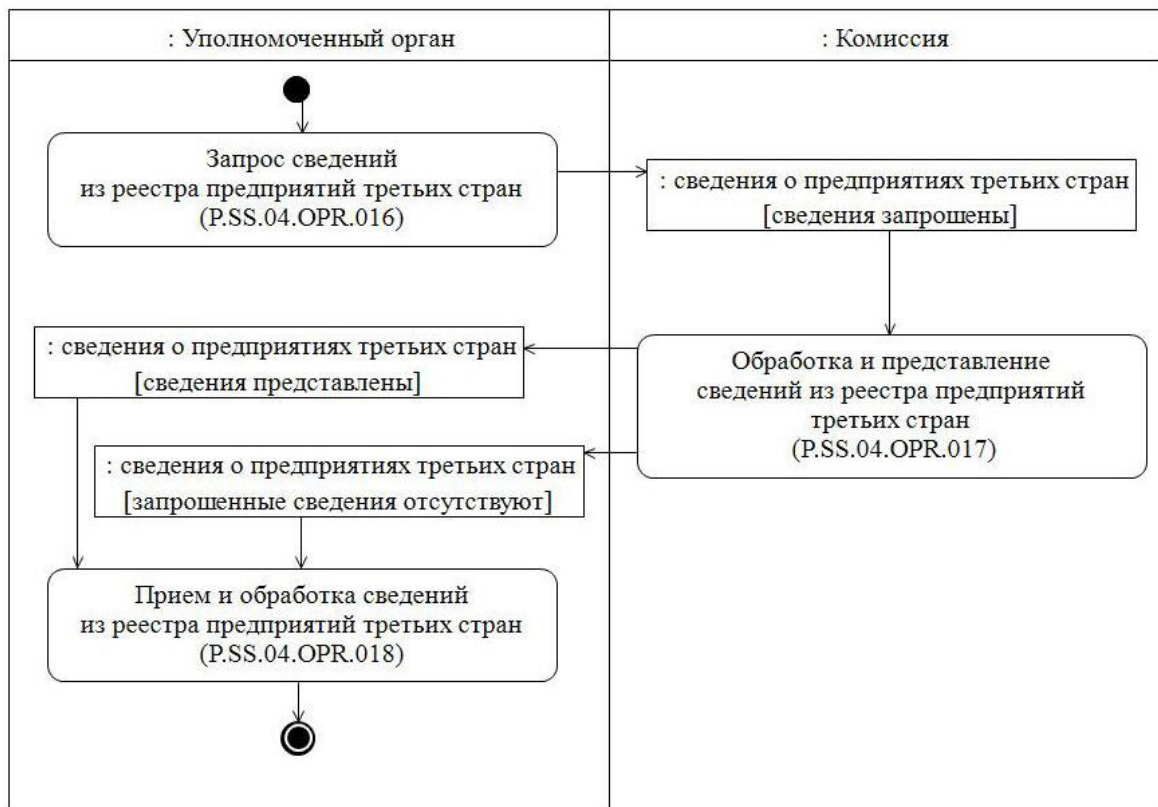 : Уполномоченный орган
: Комиссия
Запрос сведений
из реестра предприятий третьих стран
(P.SS.04.OPR.016)
: сведения о предприятиях третьих стран
[сведения запрошены]
: сведения о предприятиях третьих стран
[сведения представлены]
Обработка и представление
сведений из реестра предприятий
третьих стран
(P.SS.04.OPR.017)
: сведения о предприятиях третьих стран
[запрошенные сведения отсутствуют]
Прием и обработка сведений
из реестра предприятий третьих стран
(P.SS.04.OPR.018)